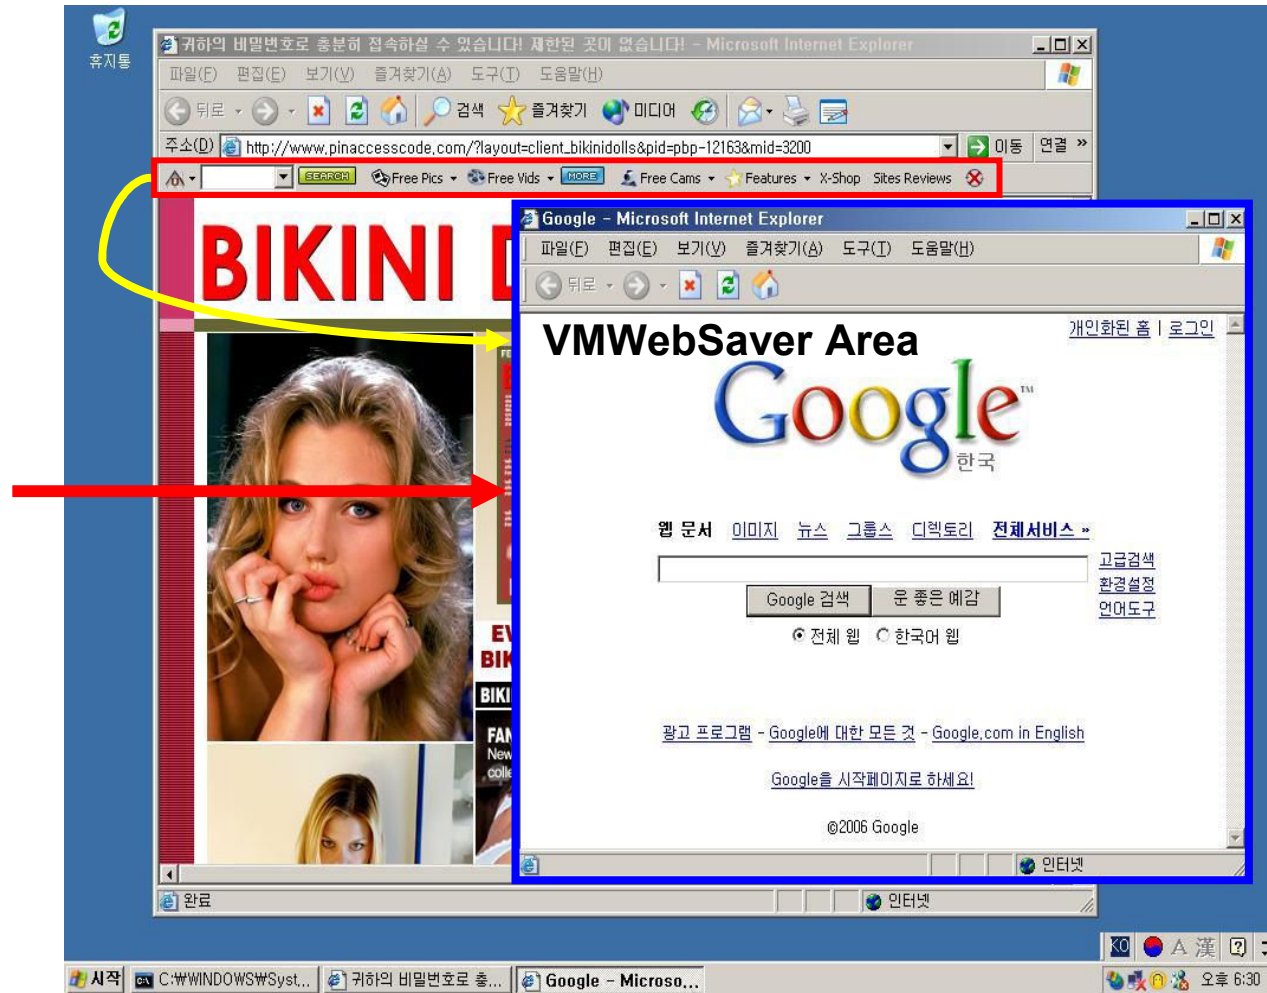 휴지통
귀하의 비밀번호로 충분히 접속하실 수 있습니다! 제한된 곳이 없습니다! - Microsoft Internet Explorer
파일(F) 편집(E) 보기(V) 즐겨찾기(A) 도구(T) 도움말(H)
뒤로 검색 즐겨찾기 미디어
주소(D) http://www.pinaccesscode.com/?layout=client_bikinidolls&pid=pbp-12163&mid=3200 이동 연결 »
SEARCH Free Pics Free Vids MORE Free Cams Features X-Shop Sites Reviews
BIKINI D
BIKI
FAN
New
colle
Google - Microsoft Internet Explorer
파일(F) 편집(E) 보기(V) 즐겨찾기(A) 도구(T) 도움말(H)
뒤로
개인화된 홈 | 로그인
VMWebSaver Area
Google™
한국
웹 문서 이미지 뉴스 그룹스 디렉토리 전체서비스 »
고급검색
환경설정
언어도구
Google 검색 운 좋은 예감
전체 웹 한국어 웹
광고 프로그램 - Google에 대한 모든 것 - Google.com in English
Google을 시작페이지로 하세요!
©2006 Google
인터넷
완료 인터넷
KO A 漢
시작 C:₩WINDOWS₩Syst... 귀하의 비밀번호로 충... Google - Microso... 오후 6:30